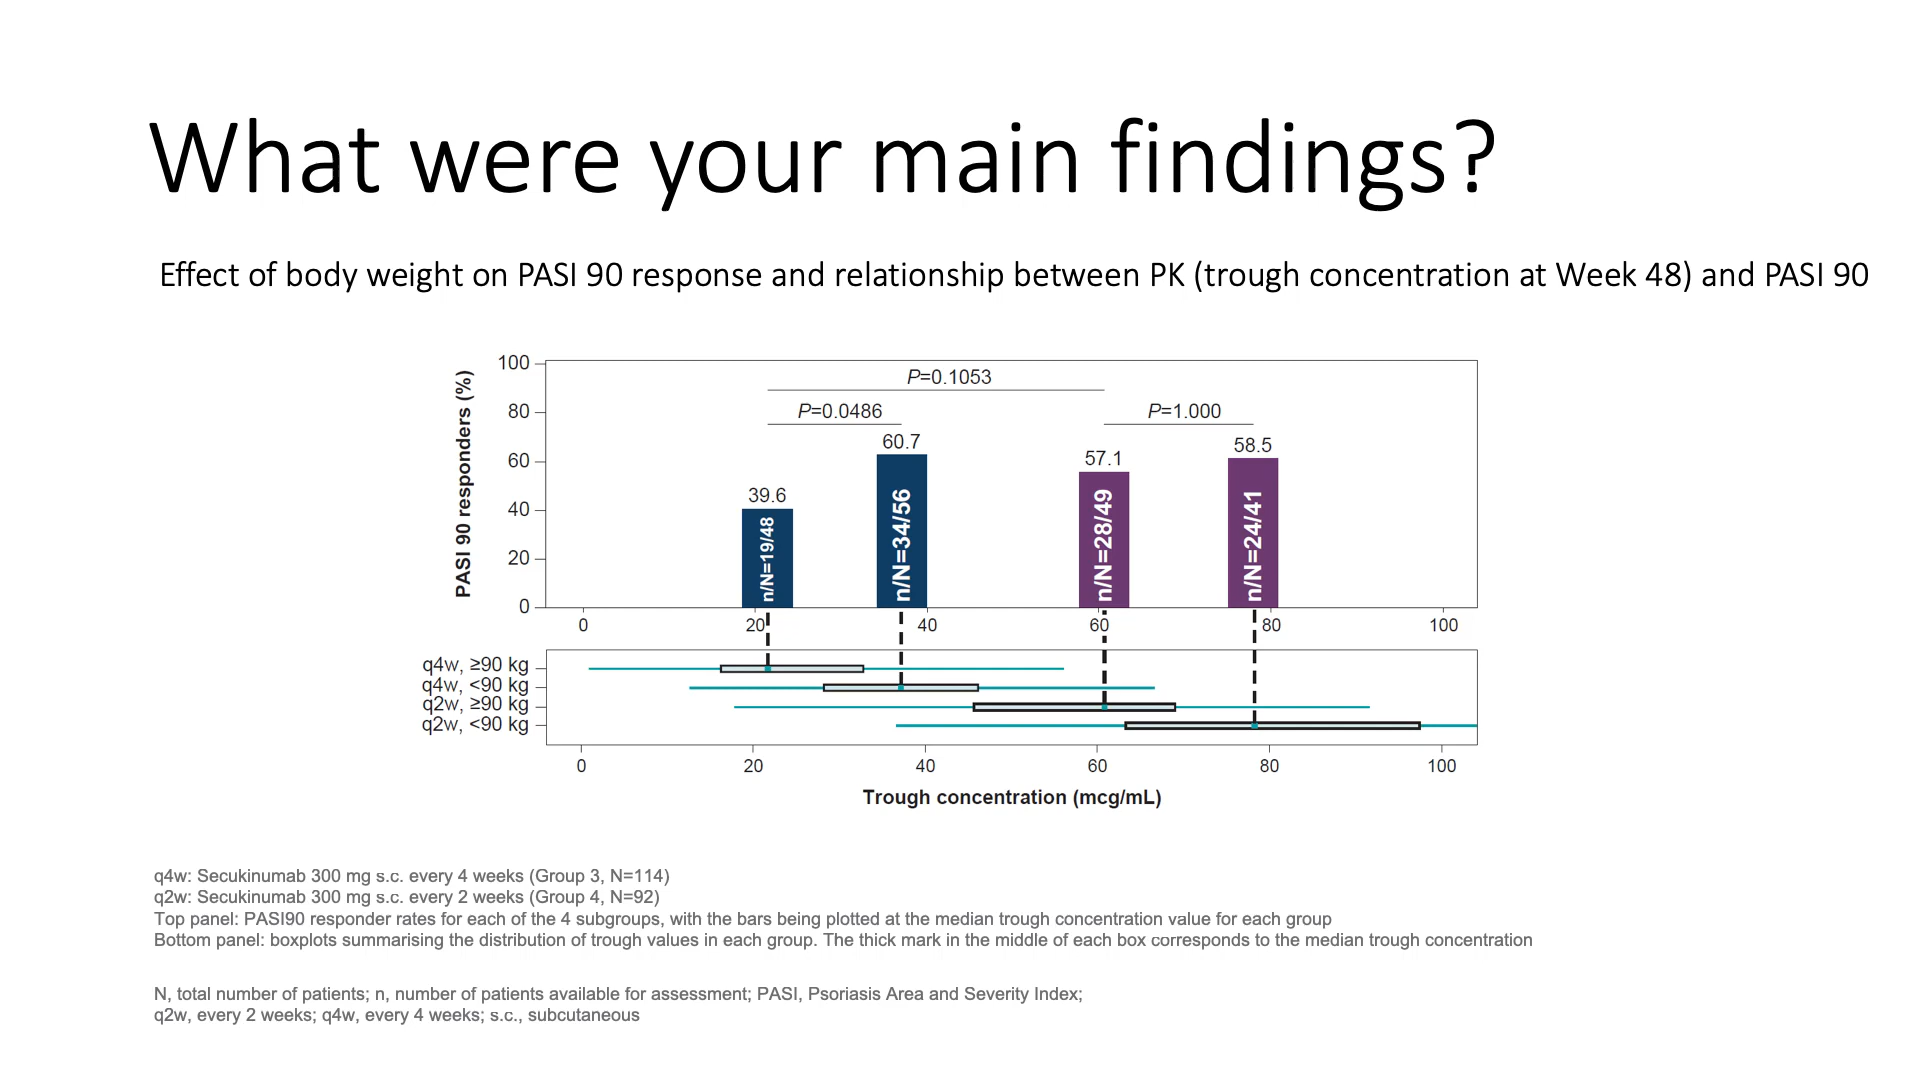 What were your main findings?
Effect of body weight on PASI 90 response and relationship between PK (trough concentration at Week 48) and PASI 90
PASI 90 responders (%)
100
80
60
40
20
0
P=0.1053
P=0.0486
P=1.000
39.6
60.7
57.1
58.5
n/N=19/48
n/N=34/56
n/N=28/49
n/N=24/41
0 20 40 60 80 100
q4w, ≥90 kg
q4w, <90 kg
q2w, ≥90 kg
q2w, <90 kg
0 20 40 60 80 100
Trough concentration (mcg/mL)
q4w: Secukinumab 300 mg s.c. every 4 weeks (Group 3, N=114)
q2w: Secukinumab 300 mg s.c. every 2 weeks (Group 4, N=92)
Top panel: PASI90 responder rates for each of the 4 subgroups, with the bars being plotted at the median trough concentration value for each group
Bottom panel: boxplots summarising the distribution of trough values in each group. The thick mark in the middle of each box corresponds to the median trough concentration
N, total number of patients; n, number of patients available for assessment; PASI, Psoriasis Area and Severity Index;
q2w, every 2 weeks; q4w, every 4 weeks; s.c., subcutaneous